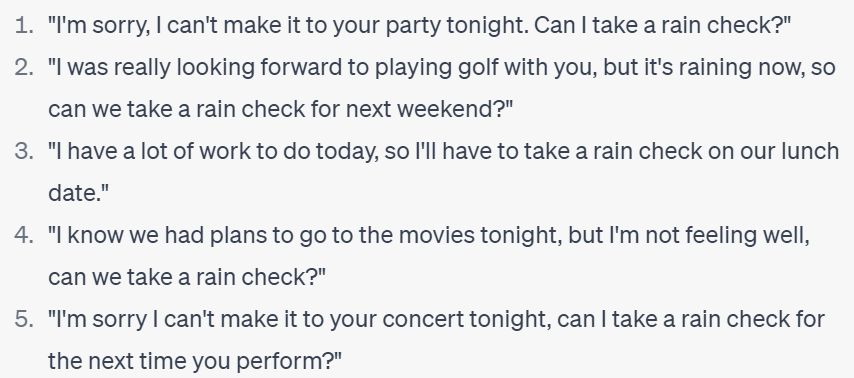 1. "I'm sorry, I can't make it to your party tonight. Can I take a rain check?"
2. "I was really looking forward to playing golf with you, but it's raining now, so
can we take a rain check for next weekend?"
3. "I have a lot of work to do today, so I'll have to take a rain check on our lunch
date."
4. "I know we had plans to go to the movies tonight, but I'm not feeling well,
can we take a rain check?"
5. "I'm sorry I can't make it to your concert tonight, can I take a rain check for
the next time you perform?"